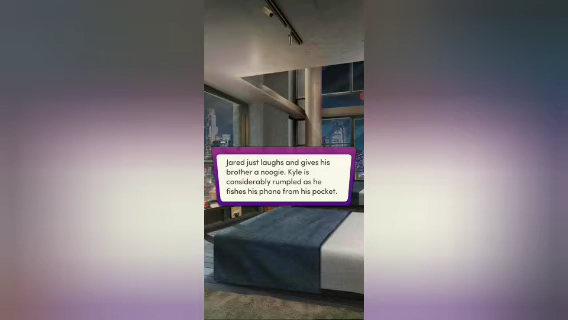 Jared just laughs and gives his
brother a noogie. Kyle is
considerably rumpled as he
fishes his phone from his pocket.